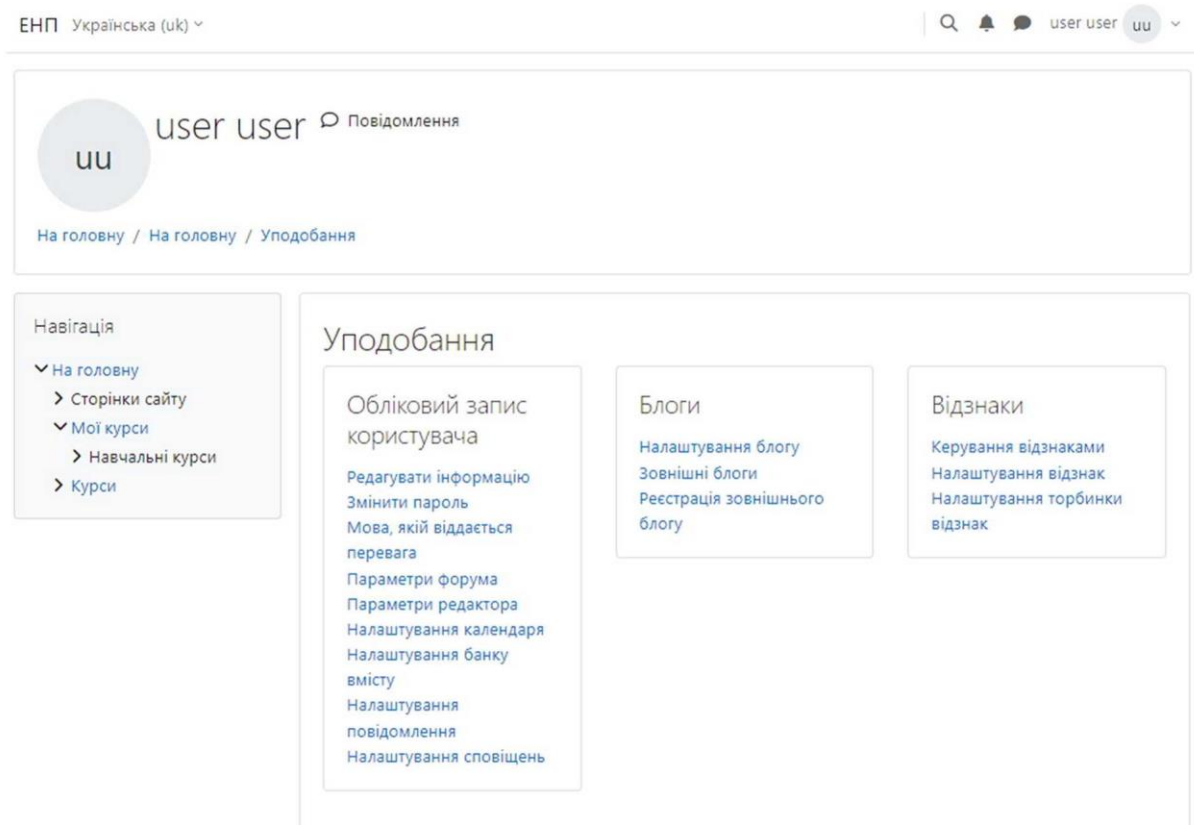 ЕНП Українська (uk)
user user uu
uu
user user Повідомлення
На головну / На головну / Уподобання
Навігація
На головну
Сторінки сайту
Мої курси
Навчальні курси
Курси
Уподобання
Обліковий запис
користувача
Редагувати інформацію
Змінити пароль
Мова, якій віддається
перевага
Параметри форума
Параметри редактора
Налаштування календаря
Налаштування банку
вмісту
Налаштування
повідомлення
Налаштування сповіщень
Блоги
Налаштування блогу
Зовнішні блоги
Реєстрація зовнішнього
блогу
Відзнаки
Керування відзнаками
Налаштування відзнак
Налаштування торбинки
відзнак